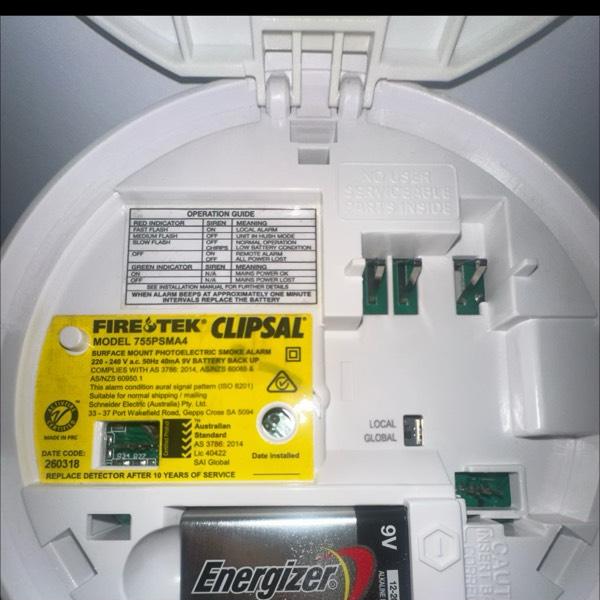 NO USER
SERVICEABLE
PARTS INSIDE
OPERATION GUIDE
RED INDICATOR SIREN MEANING
FAST FLASH ON LOCAL ALARM
MEDIUM FLASH OFF UNIT IN HUSH MODE
SLOW FLASH OFF NORMAL OPERATION
CHIRPS LOW BATTERY CONDITION
OFF ON REMOTE ALARM
OFF ALL POWER LOST
GREEN INDICATOR SIREN MEANING
ON N/A MAINS POWER OK
OFF N/A MAINS POWER LOST
SEE INSTALLATION MANUAL FOR FURTHER DETAILS
WHEN ALARM BEEPS AT APPROXIMATELY ONE MINUTE
INTERVALS REPLACE THE BATTERY
FIRETEK® CLIPSAL®
MODEL 755PSMA4
SURFACE MOUNT PHOTOELECTRIC SMOKE ALARM
220 - 240 V a.c. 50Hz 40mA 9V BATTERY BACK UP
COMPLIES WITH AS 3786: 2014, AS/NZS 60065 &
AS/NZS 60950.1
This alarm condition aural signal pattern (ISO 8201)
Suitable for normal shipping / mailing
Schneider Electric (Australia) Pty. Ltd.
33 - 37 Port Wakefield Road, Gepps Cross SA 5094
MADE IN PRC
Australian
Standard
AS 3786: 2014
Lic 40422
SAI Global
DATE CODE:
260318
Date installed
REPLACE DETECTOR AFTER 10 YEARS OF SERVICE
LOCAL
GLOBAL
Energizer®
9V
ALKALINE
CAUT
INSERT B
CORRE